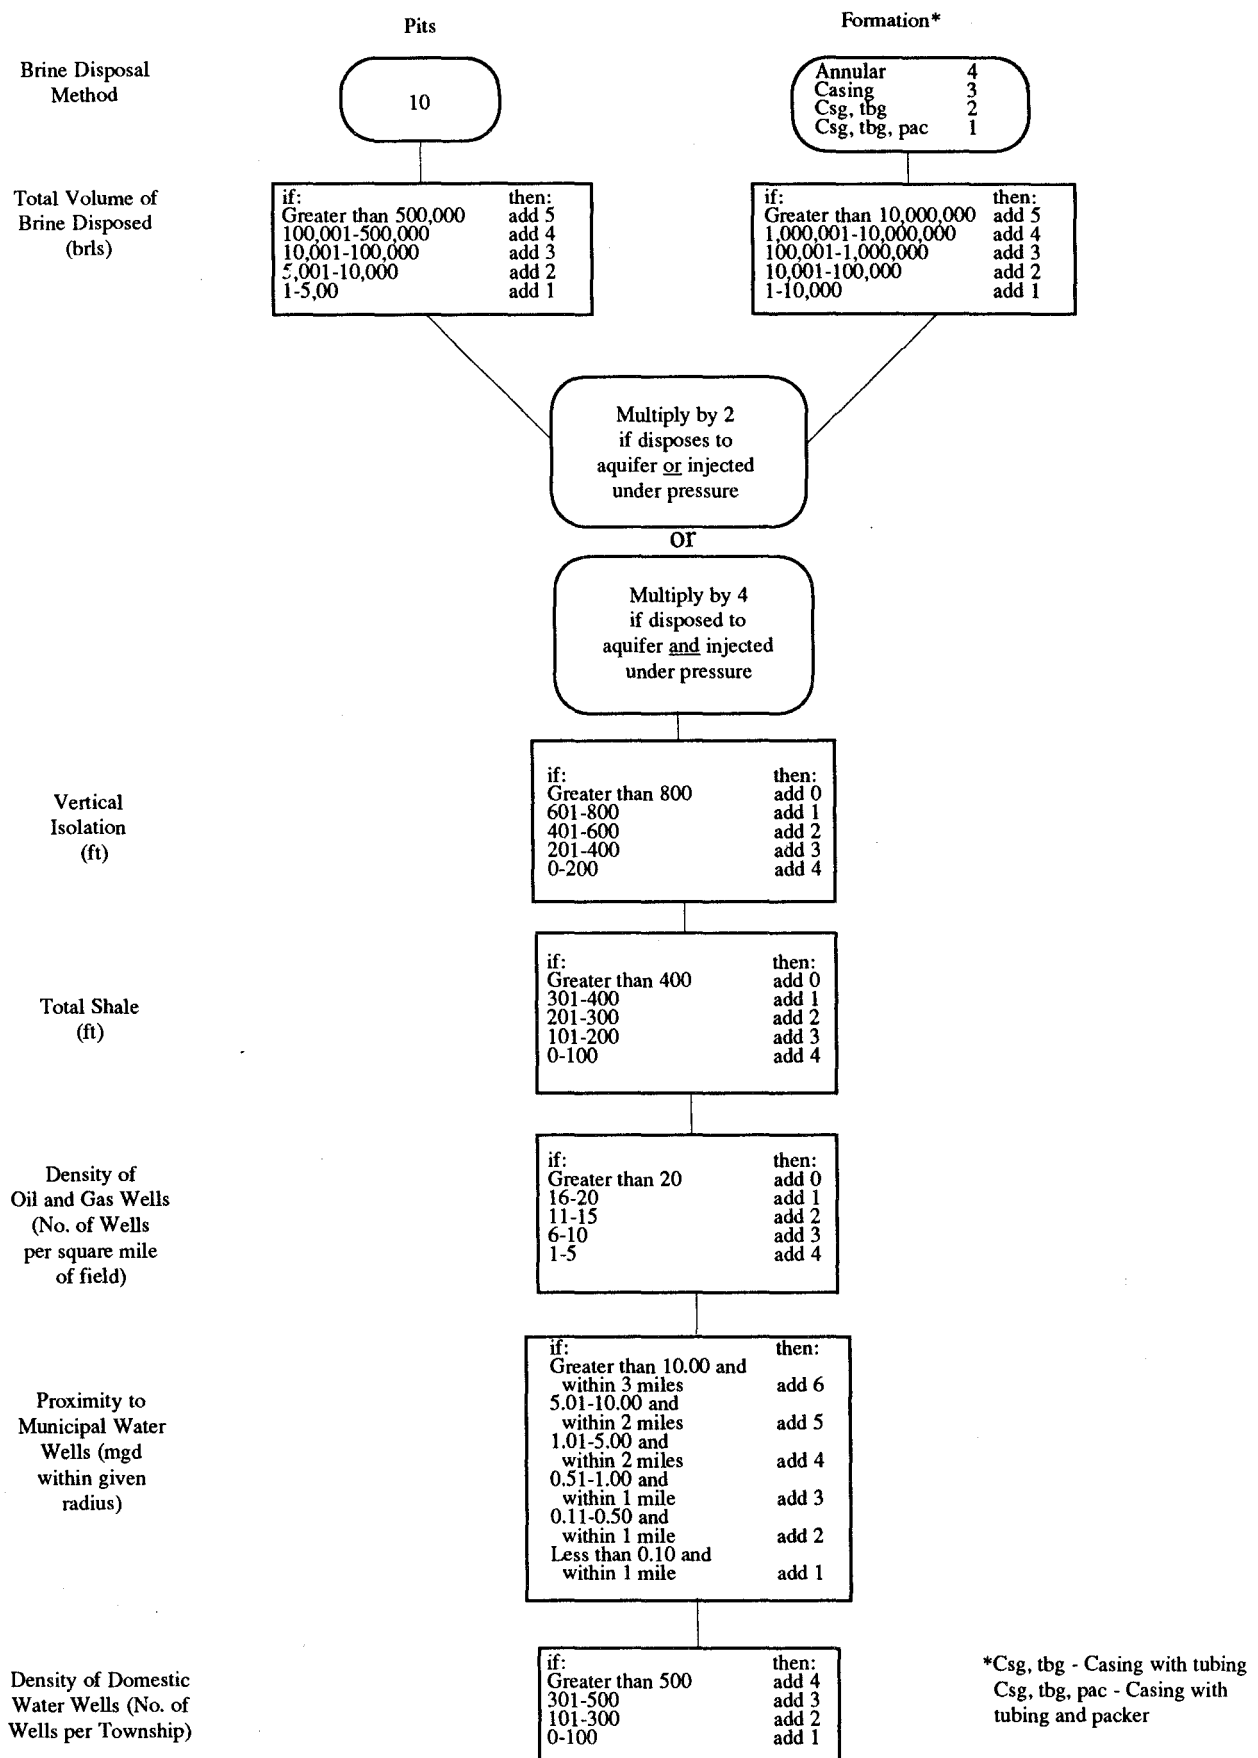 Pits
Formation*
Brine Disposal
Method
10
Annular 4
Casing 3
Csg, tbg 2
Csg, tbg, pac 1
Total Volume of
Brine Disposed
(brls)
if: then:
Greater than 500,000 add 5
100,001-500,000 add 4
10,001-100,000 add 3
5,001-10,000 add 2
1-5,00 add 1
if: then:
Greater than 10,000,000 add 5
1,000,001-10,000,000 add 4
100,001-1,000,000 add 3
10,001-100,000 add 2
1-10,000 add 1
Multiply by 2
if disposes to
aquifer or injected
under pressure
or
Multiply by 4
if disposed to
aquifer and injected
under pressure
Vertical
Isolation
(ft)
if: then:
Greater than 800 add 0
601-800 add 1
401-600 add 2
201-400 add 3
0-200 add 4
Total Shale
(ft)
if: then:
Greater than 400 add 0
301-400 add 1
201-300 add 2
101-200 add 3
0-100 add 4
Density of
Oil and Gas Wells
(No. of Wells
per square mile
of field)
if: then:
Greater than 20 add 0
16-20 add 1
11-15 add 2
6-10 add 3
1-5 add 4
Proximity to
Municipal Water
Wells (mgd
within given
radius)
if: then:
Greater than 10.00 and
within 3 miles add 6
5.01-10.00 and
within 2 miles add 5
1.01-5.00 and
within 2 miles add 4
0.51-1.00 and
within 1 mile add 3
0.11-0.50 and
within 1 mile add 2
Less than 0.10 and
within 1 mile add 1
Density of Domestic
Water Wells (No. of
Wells per Township)
if: then:
Greater than 500 add 4
301-500 add 3
101-300 add 2
0-100 add 1
*Csg, tbg - Casing with tubing
Csg, tbg, pac - Casing with
tubing and packer